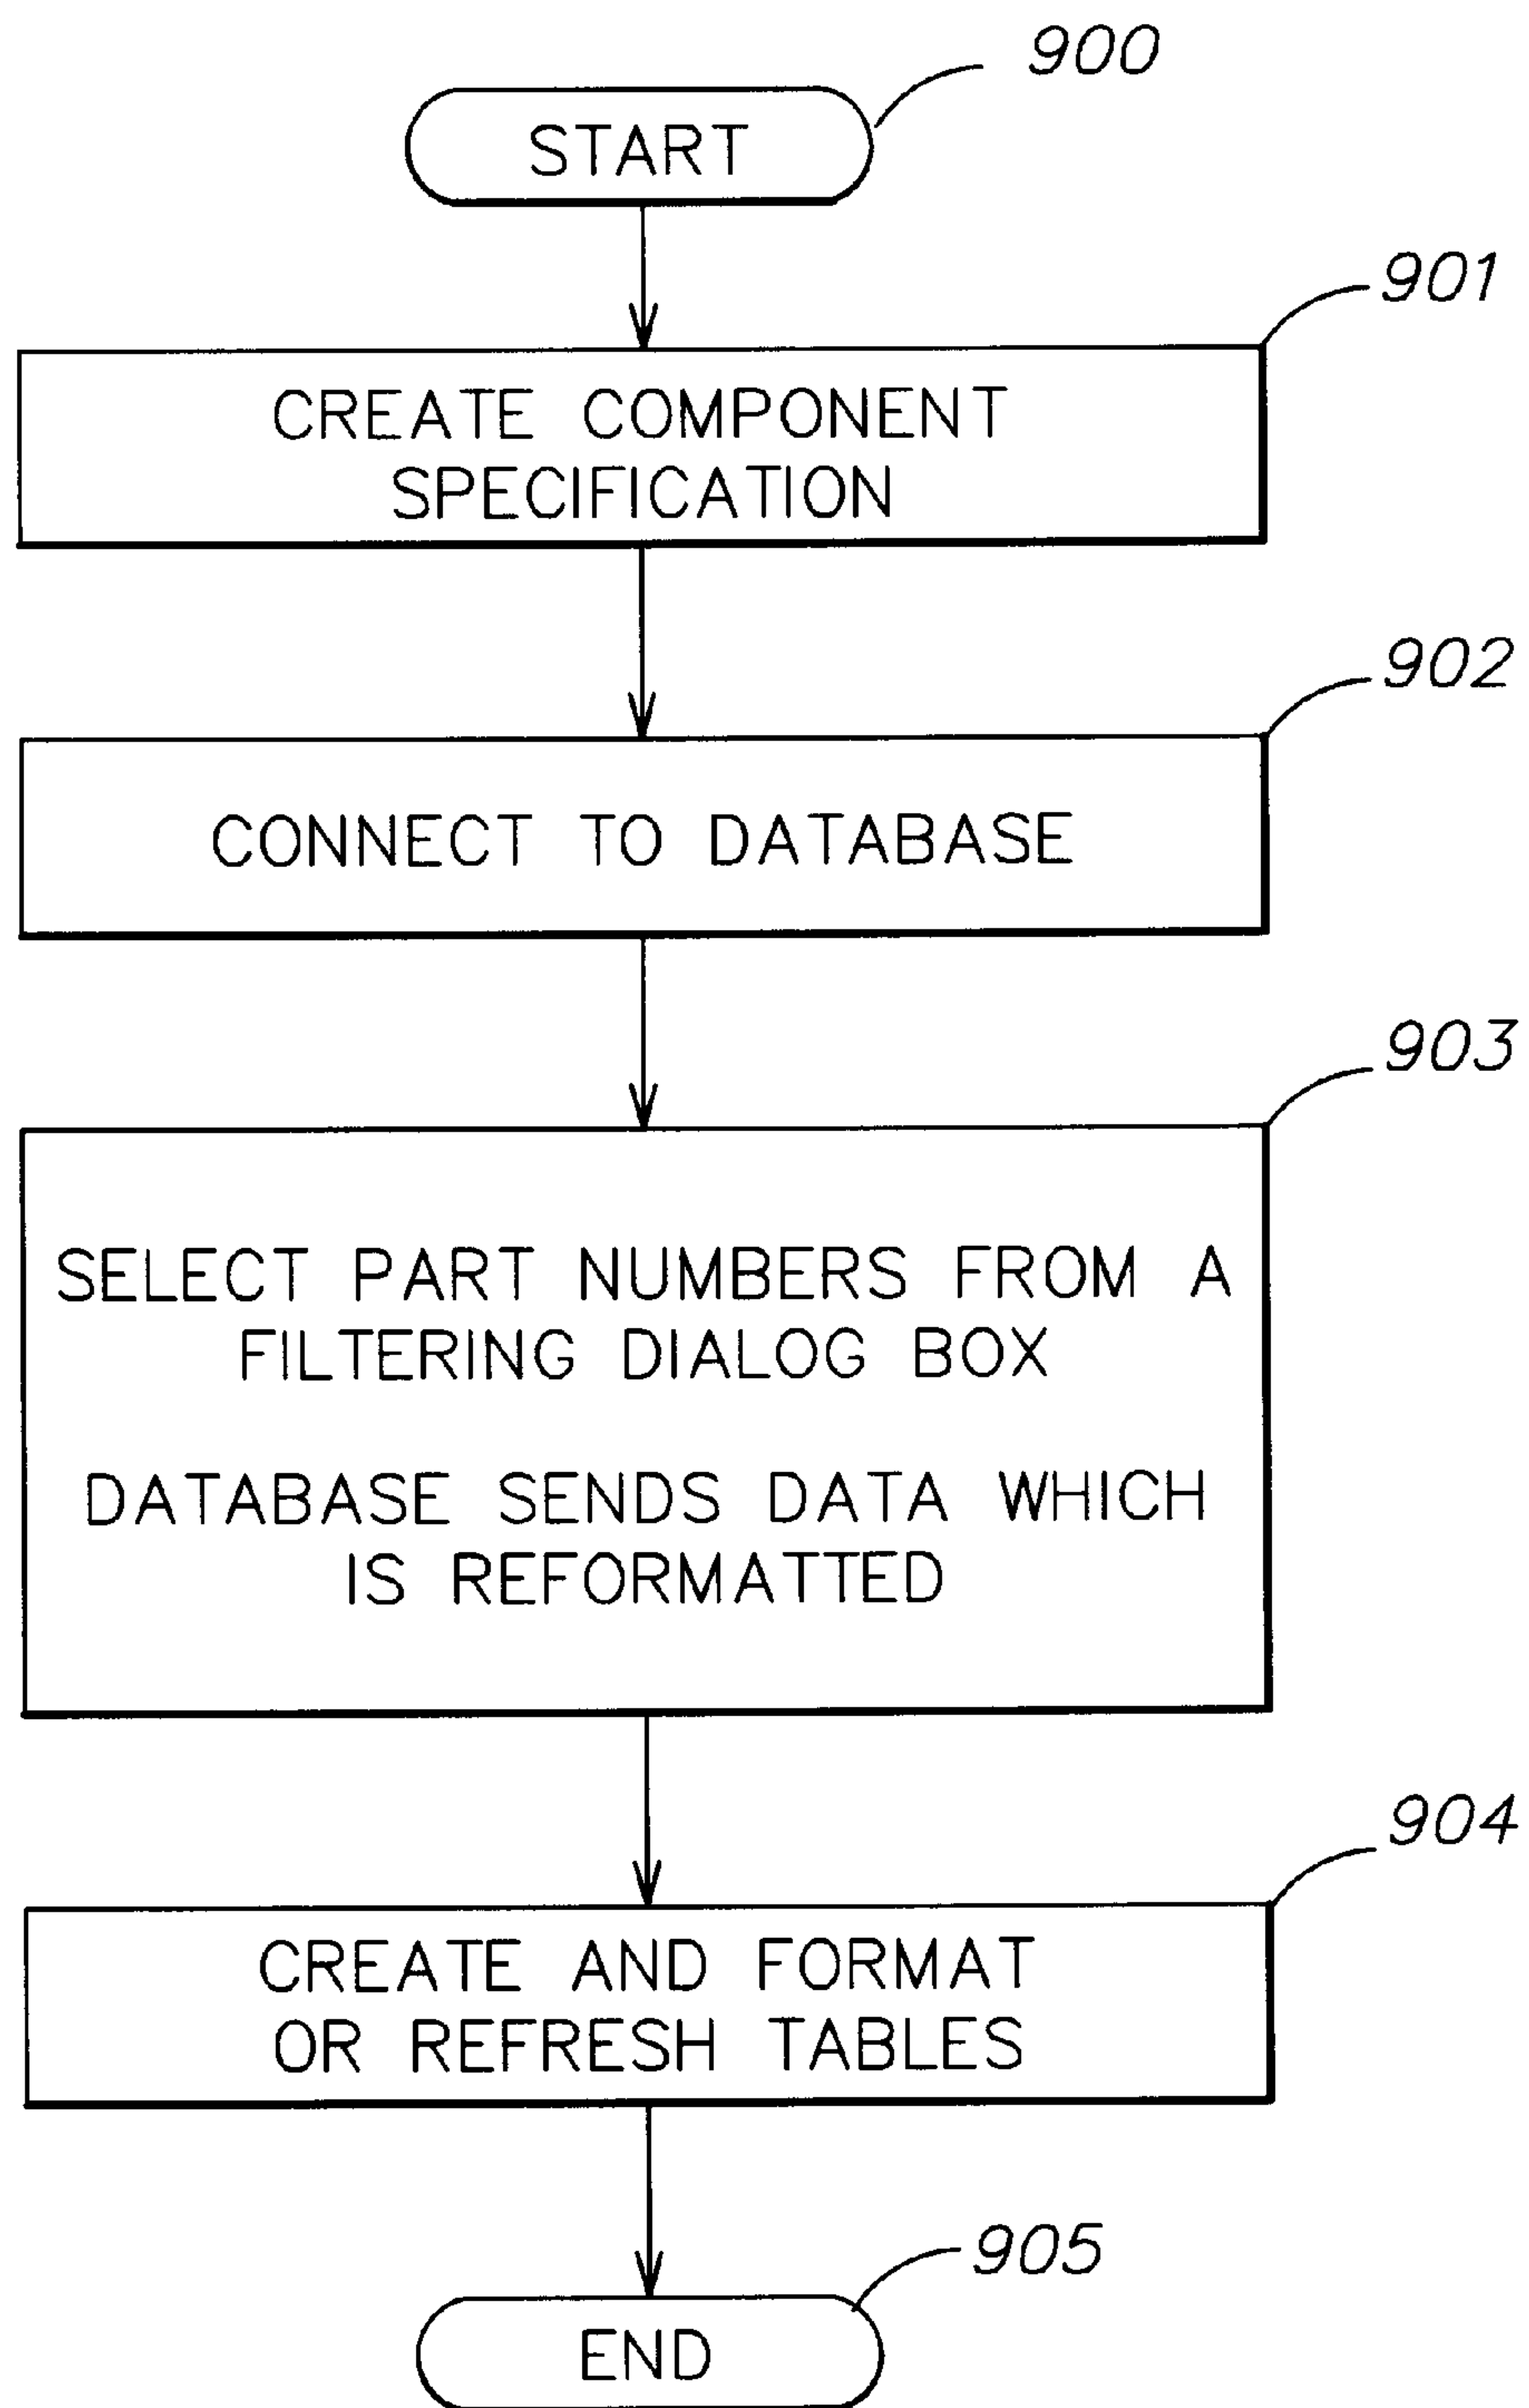 900
START
901
CREATE COMPONENT
SPECIFICATION
902
CONNECT TO DATABASE
903
SELECT PART NUMBERS FROM A
FILTERING DIALOG BOX
DATABASE SENDS DATA WHICH
IS REFORMATTED
904
CREATE AND FORMAT
OR REFRESH TABLES
905
END